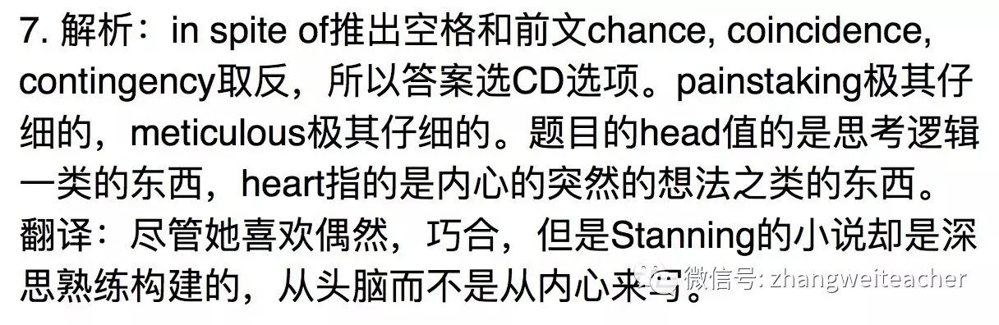 7. 解析：in spite of推出空格和前文chance, coincidence,
contingency取反，所以答案选CD选项。painstaking极其仔
细的，meticulous极其仔细的。题目的head值的是思考逻辑
一类的东西，heart指的是内心的突然的想法之类的东西。
翻译：尽管她喜欢偶然，巧合，但是Stanning的小说却是深
思熟练构建的，从头脑而不是从内心来写。
微信号: zhangweiteacher